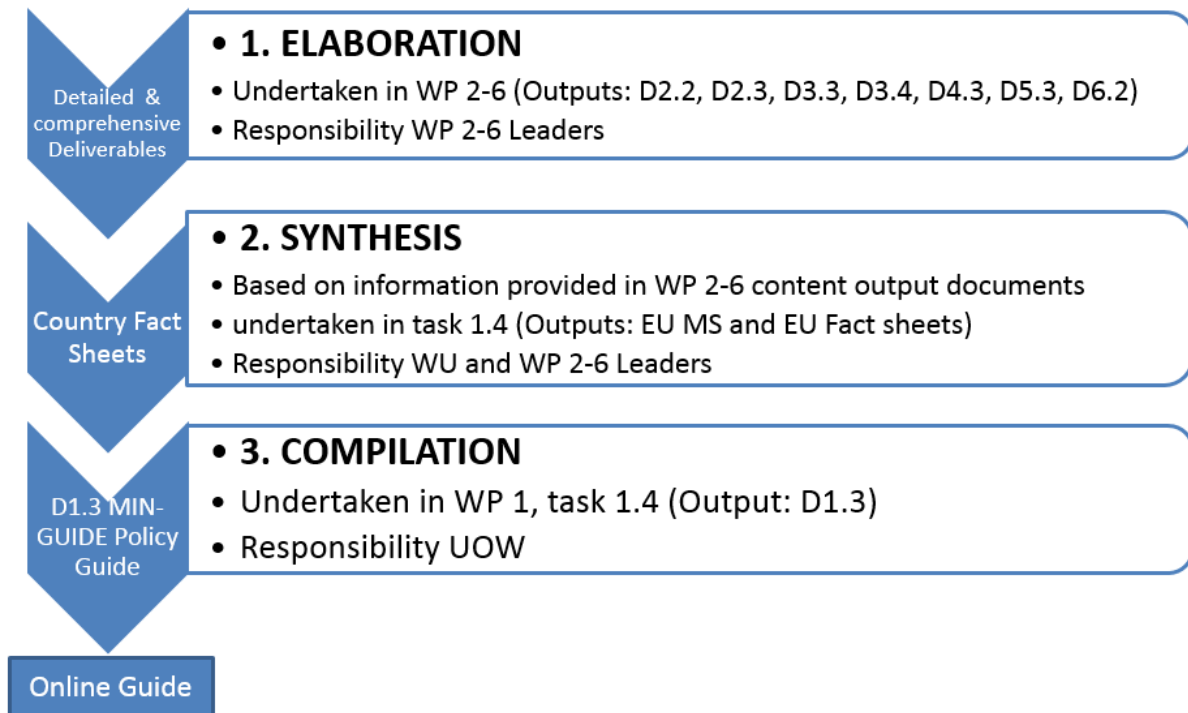 Detailed &
comprehensive
Deliverables
• 1. ELABORATION
• Undertaken in WP 2-6 (Outputs: D2.2, D2.3, D3.3, D3.4, D4.3, D5.3, D6.2)
• Responsibility WP 2-6 Leaders
Country Fact
Sheets
• 2. SYNTHESIS
• Based on information provided in WP 2-6 content output documents
• undertaken in task 1.4 (Outputs: EU MS and EU Fact sheets)
• Responsibility WU and WP 2-6 Leaders
D1.3 MIN-
GUIDE Policy
Guide
• 3. COMPILATION
• Undertaken in WP 1, task 1.4 (Output: D1.3)
• Responsibility UOW
Online Guide